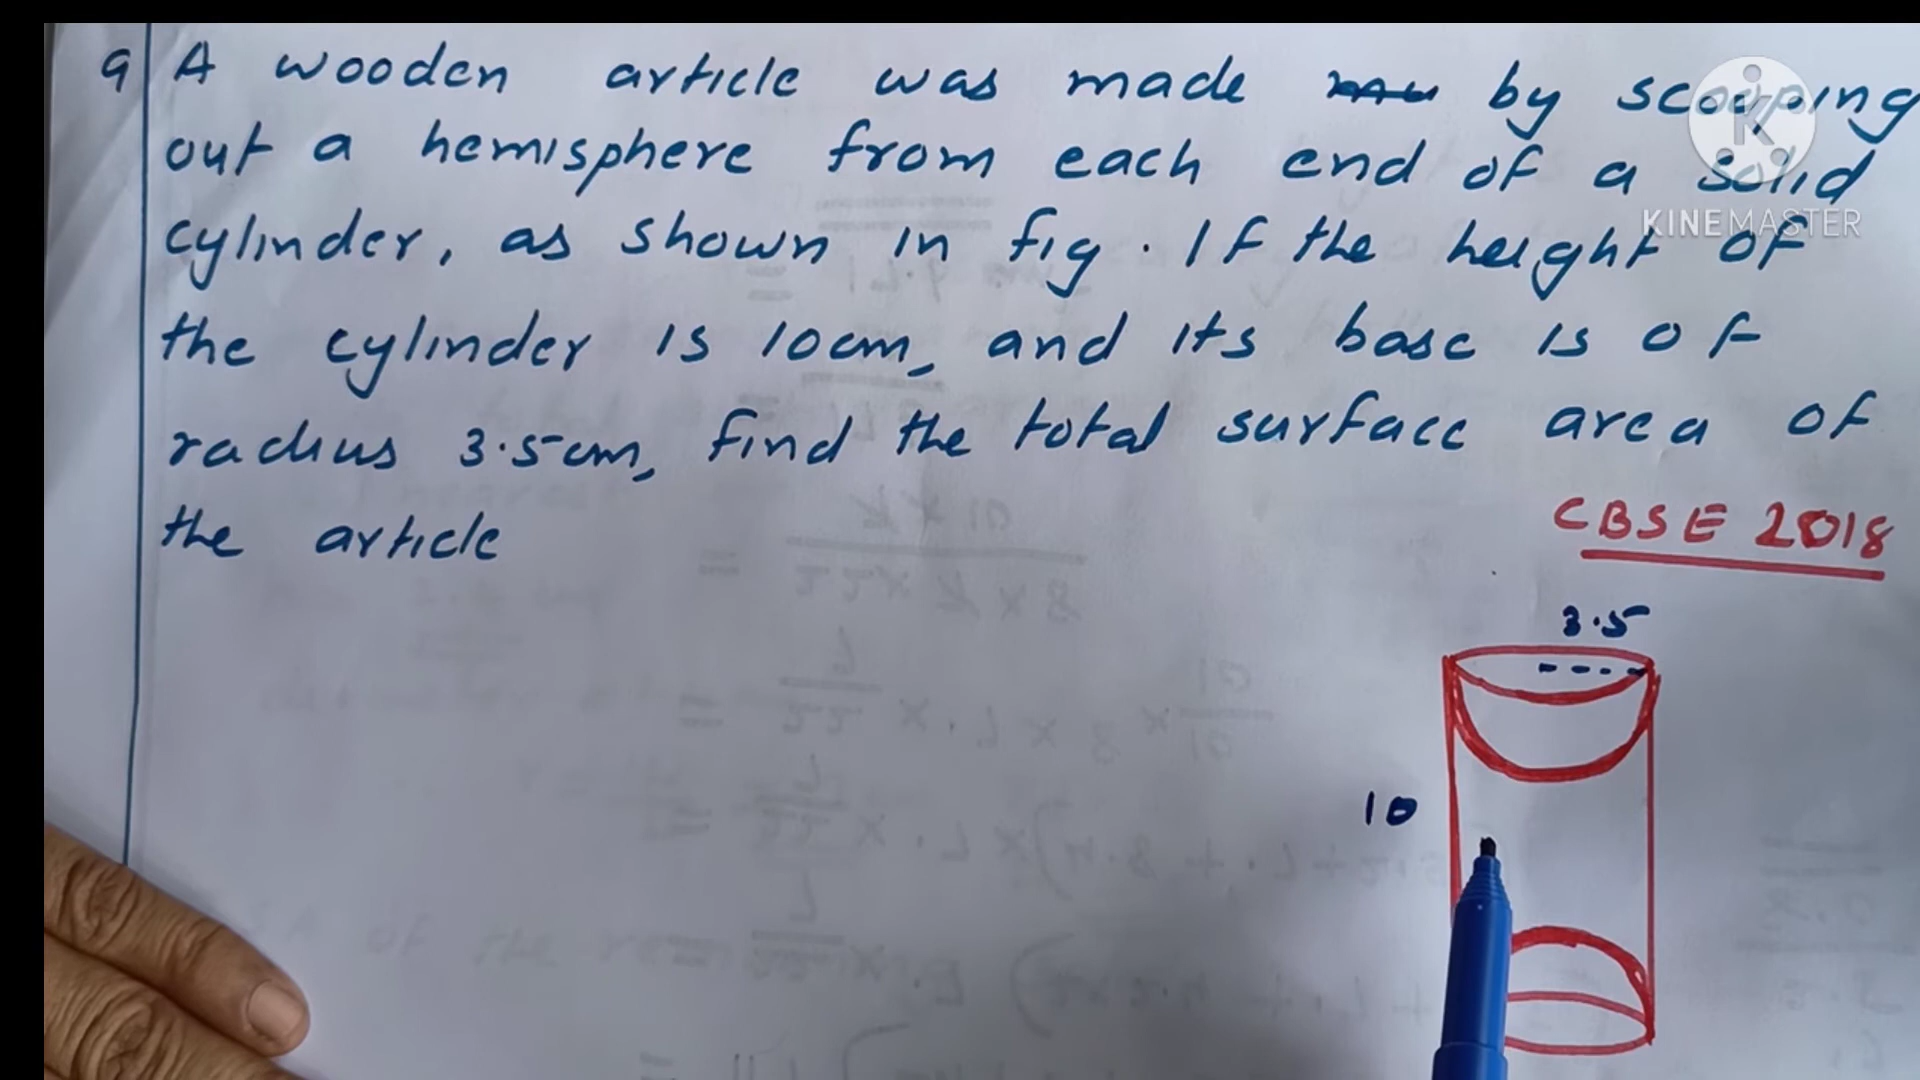 9 A wooden article was made by scooping
out a hemisphere from each end of a solid
cylinder, as shown in fig. If the height of
the cylinder is 10cm, and its base is of
radius 3.5cm, find the total surface area of
the article
CBSE 2018
3.5
10
K
KINEMASTER